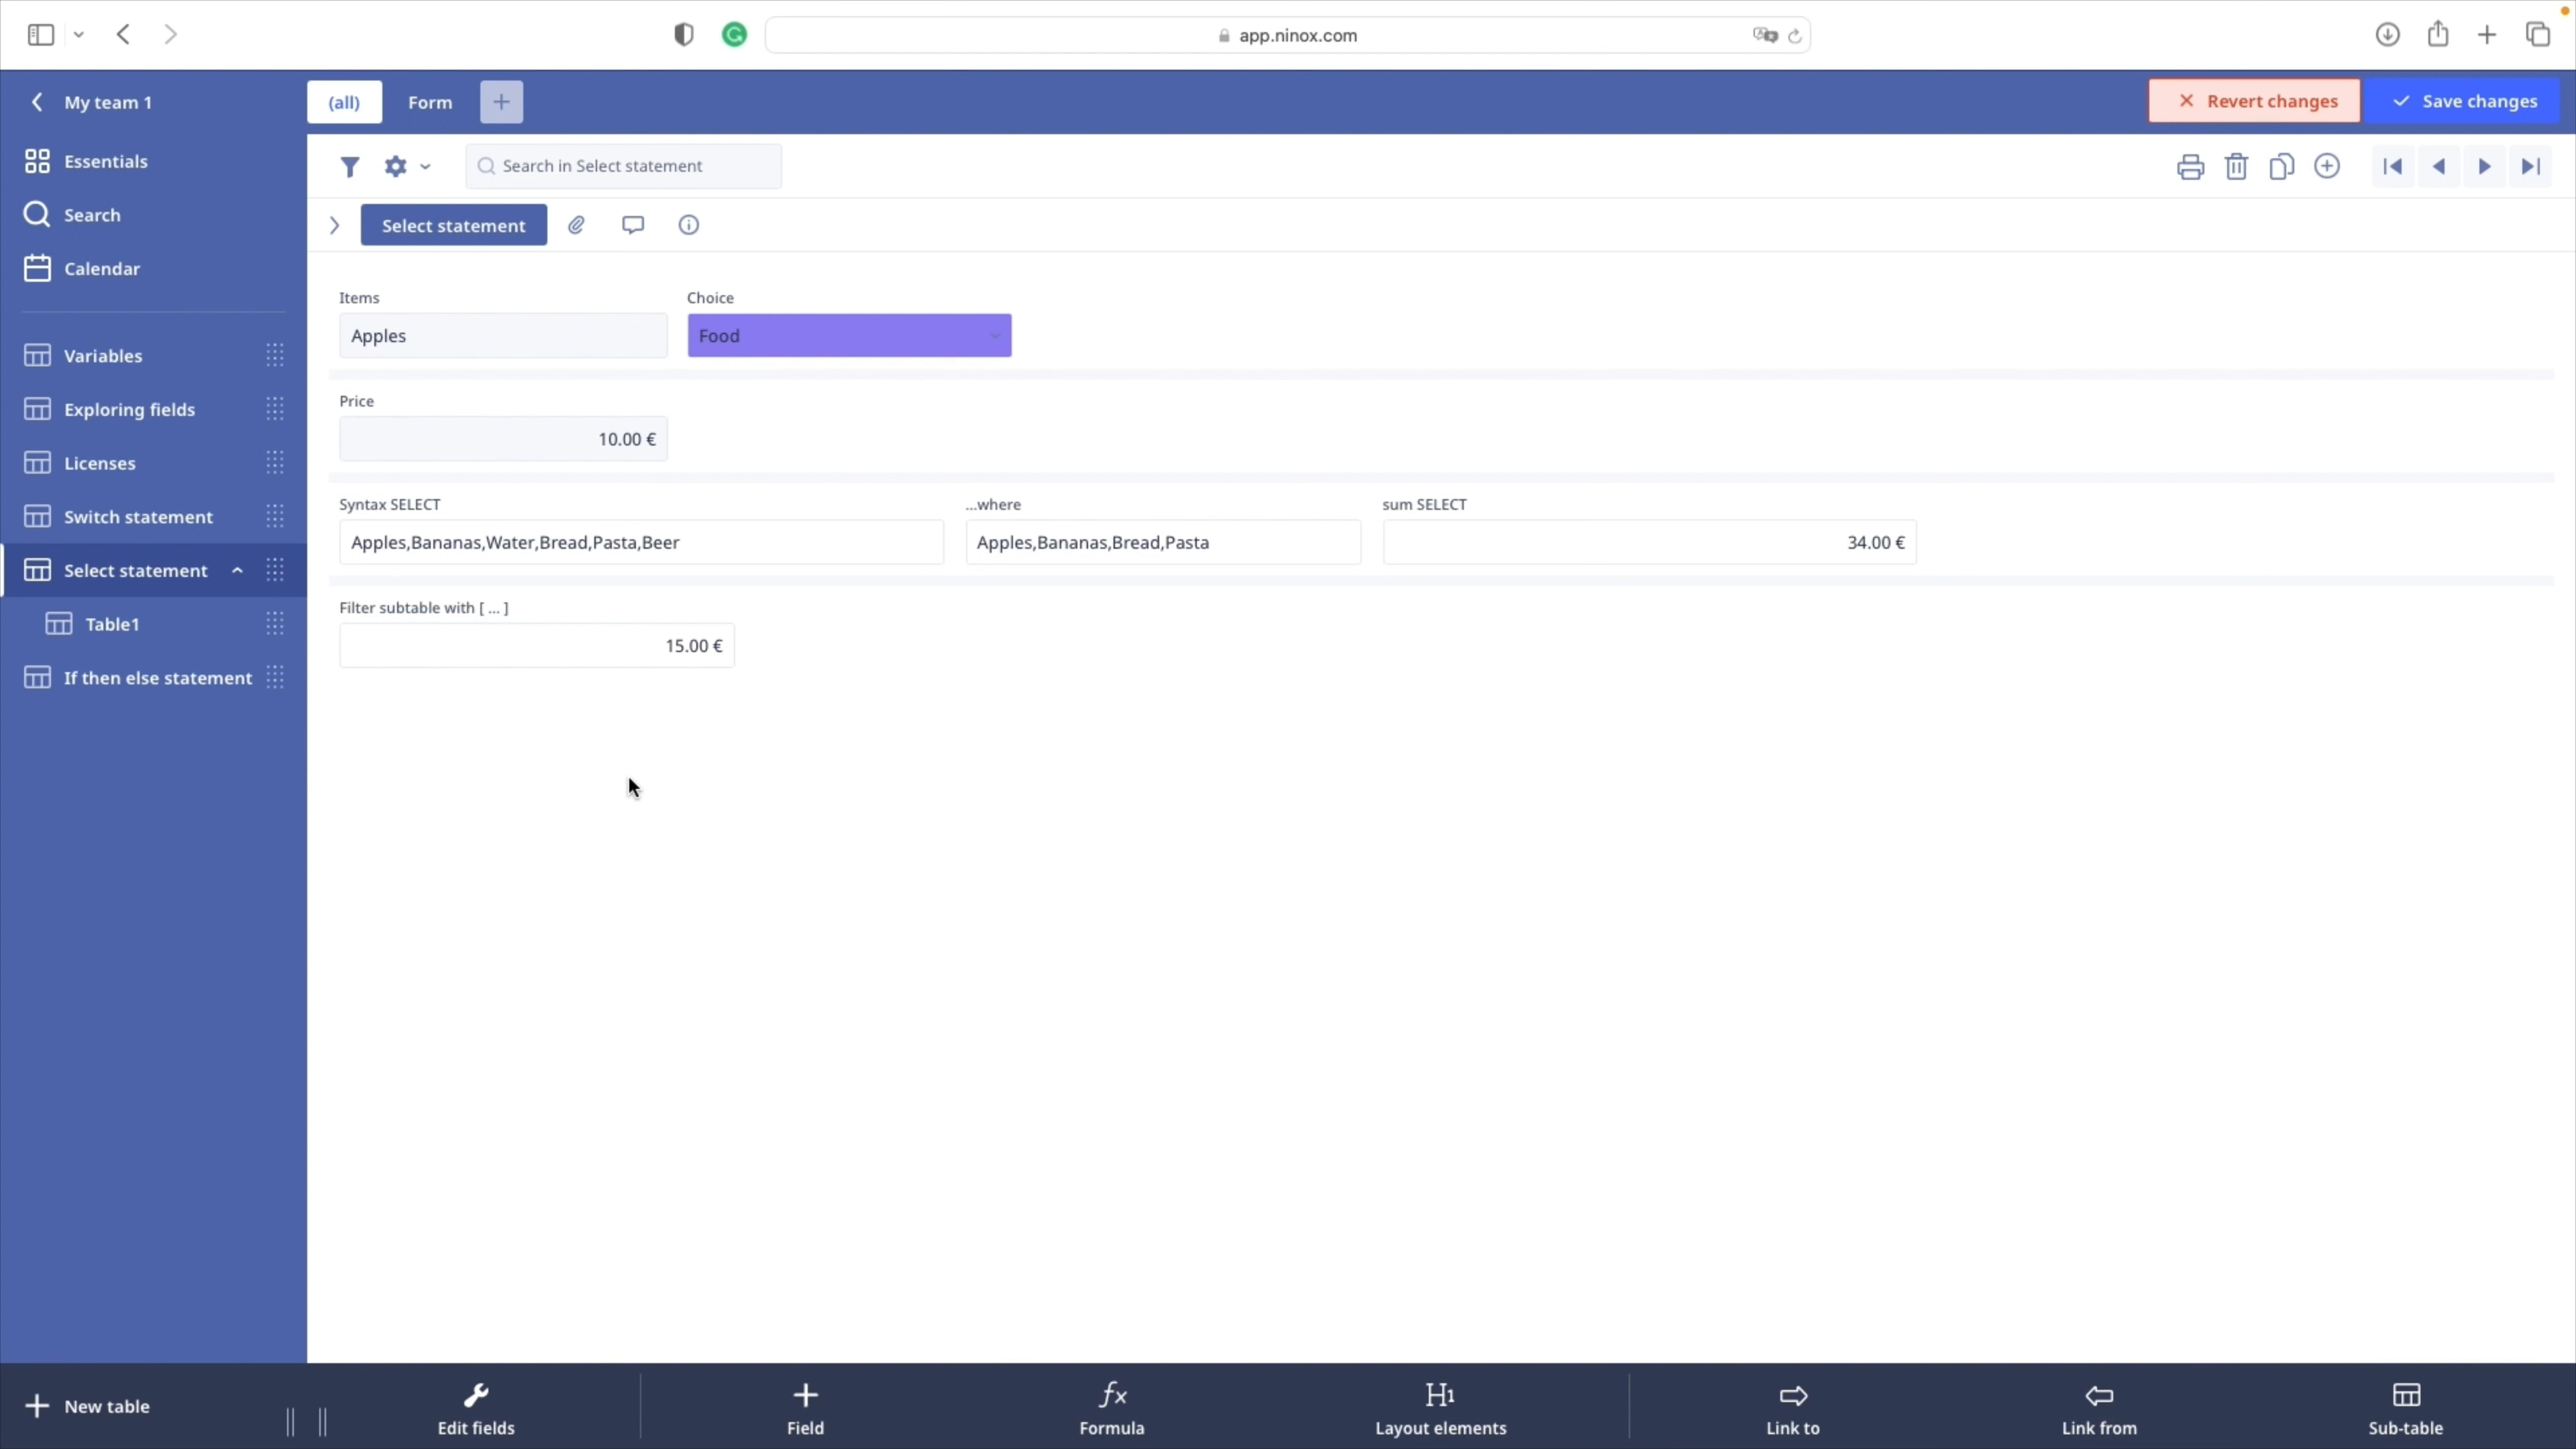 app.ninox.com
My team 1
(all)
Form
Revert changes
Save changes
Essentials
Search in Select statement
Search
Select statement
Calendar
Items
Choice
Apples
Food
Variables
Price
Exploring fields
10.00 €
Licenses
Syntax SELECT
...where
sum SELECT
Switch statement
Apples,Bananas,Water,Bread,Pasta,Beer
Apples,Bananas,Bread,Pasta
34.00 €
Select statement
Filter subtable with [ ... ]
Table1
15.00 €
If then else statement
New table
Edit fields
Field
fx
Formula
H1
Layout elements
Link to
Link from
Sub-table